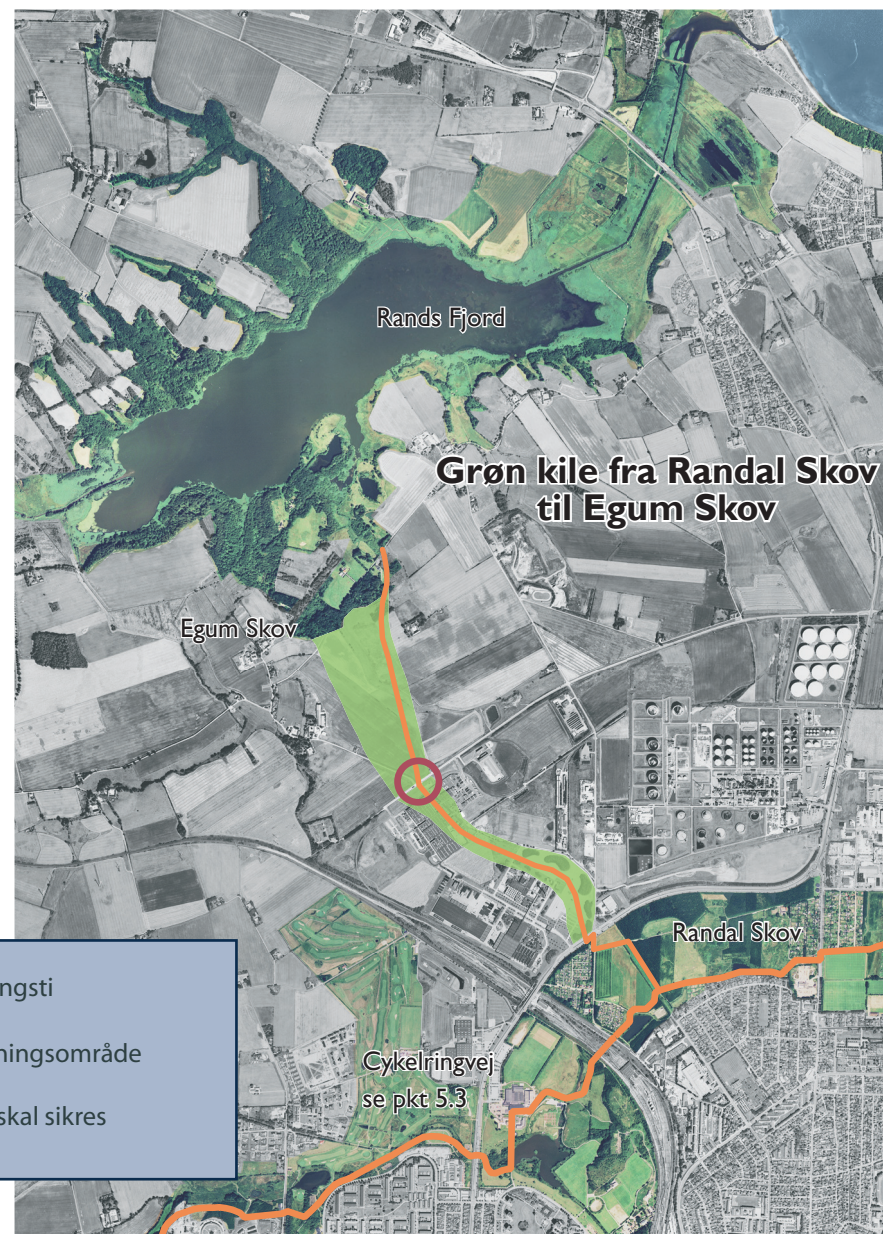 Rands Fjord
Grøn kile fra Randal Skov
til Egum Skov
Egum Skov
Randal Skov
Cykelringvej
se pkt 5.3
ngsti
ningsområde
skal sikres